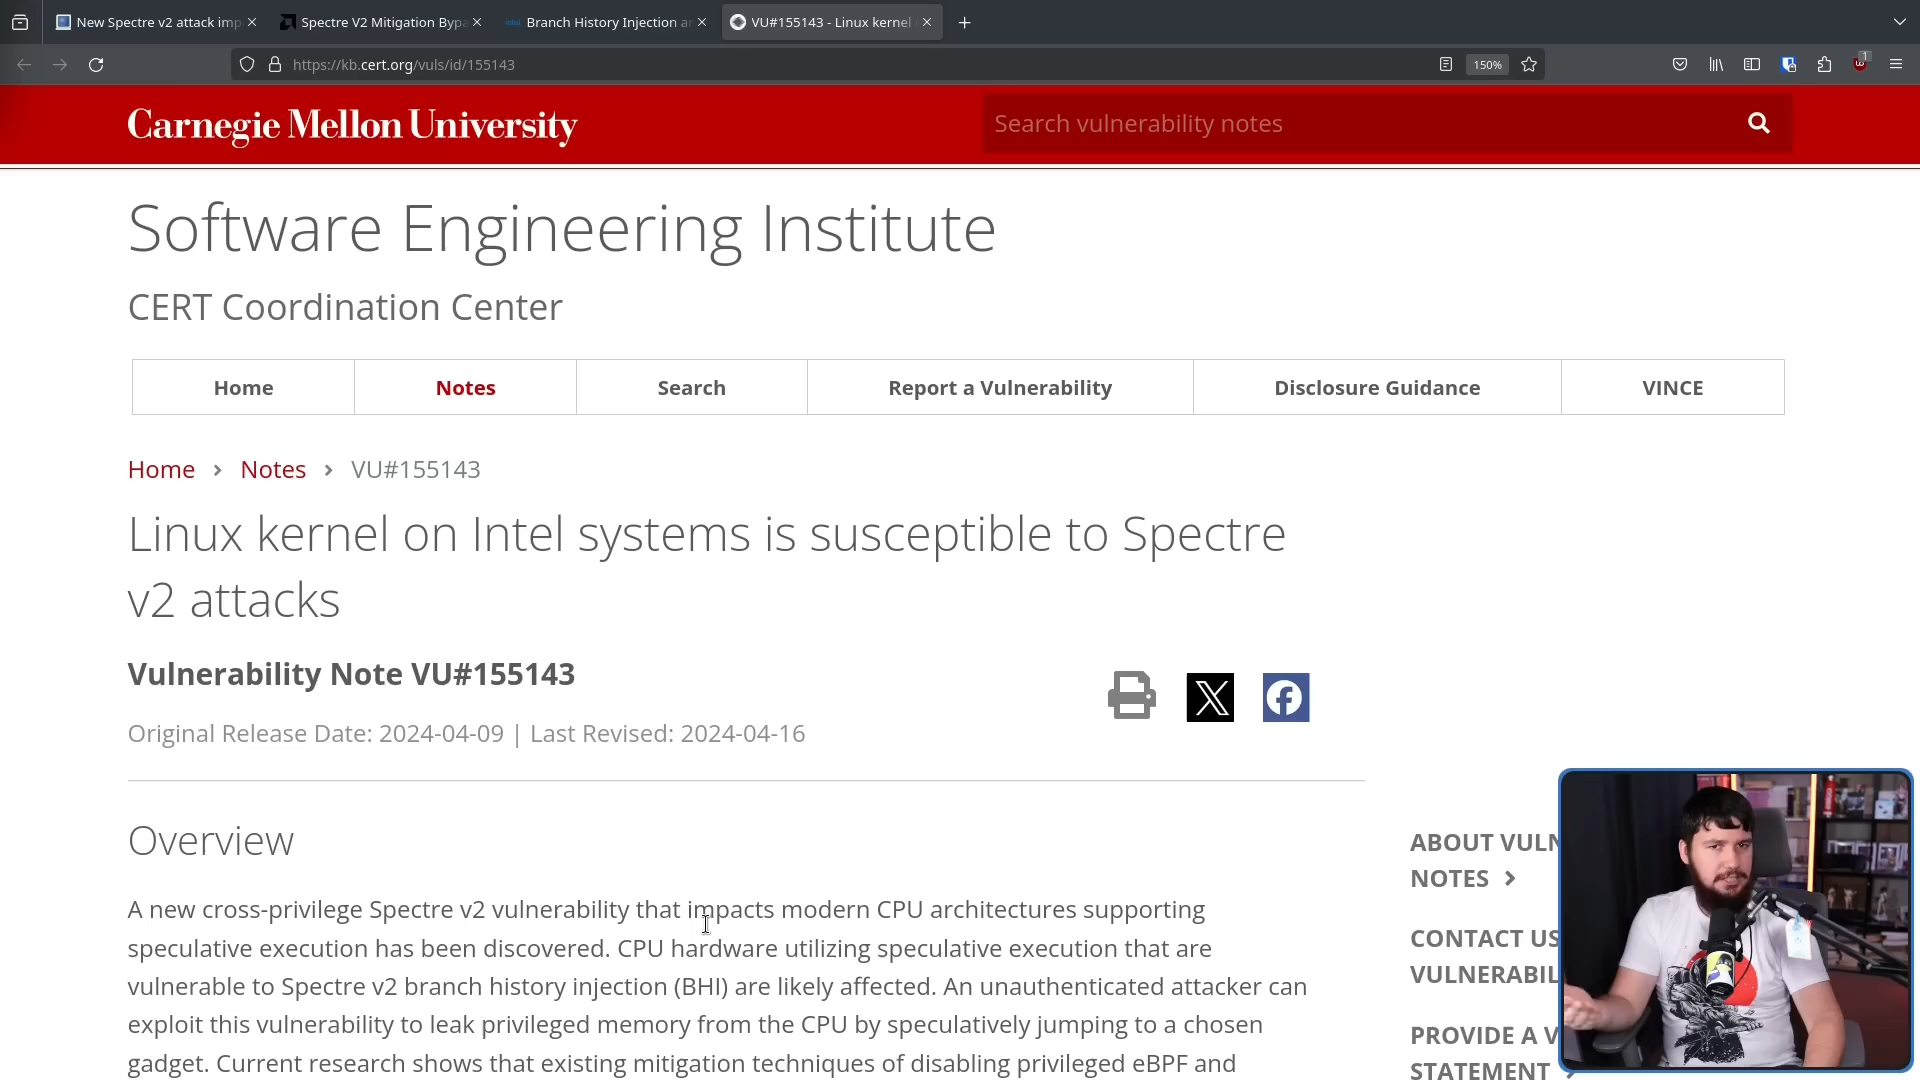 New Spectre v2 attack imp
Spectre V2 Mitigation Bypa
Branch History Injection ar
VU#155143 - Linux kernel
https://kb.cert.org/vuls/id/155143
150%
1
Carnegie Mellon University
Search vulnerability notes
Software Engineering Institute
CERT Coordination Center
Home
Notes
Search
Report a Vulnerability
Disclosure Guidance
VINCE
Home > Notes > VU#155143
Linux kernel on Intel systems is susceptible to Spectre
v2 attacks
Vulnerability Note VU#155143
Original Release Date: 2024-04-09 | Last Revised: 2024-04-16
Overview
A new cross-privilege Spectre v2 vulnerability that impacts modern CPU architectures supporting
speculative execution has been discovered. CPU hardware utilizing speculative execution that are
vulnerable to Spectre v2 branch history injection (BHI) are likely affected. An unauthenticated attacker can
exploit this vulnerability to leak privileged memory from the CPU by speculatively jumping to a chosen
gadget. Current research shows that existing mitigation techniques of disabling privileged eBPF and
ABOUT VULN
NOTES
CONTACT US
VULNERABIL
PROVIDE A V
STATEMENT